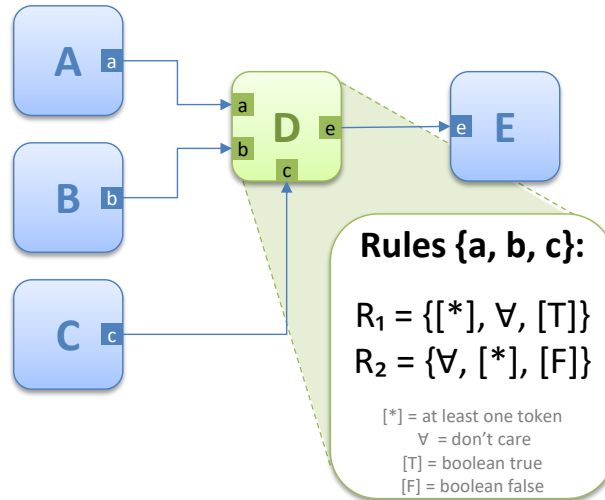 A
a
B
b
C
c
a
b
D
c
e
e
E
Rules {a, b, c}:
R₁ = {[*], ∀, [T]}
R₂ = {∀, [*], [F]}
[*] = at least one token
∀ = don't care
[T] = boolean true
[F] = boolean false